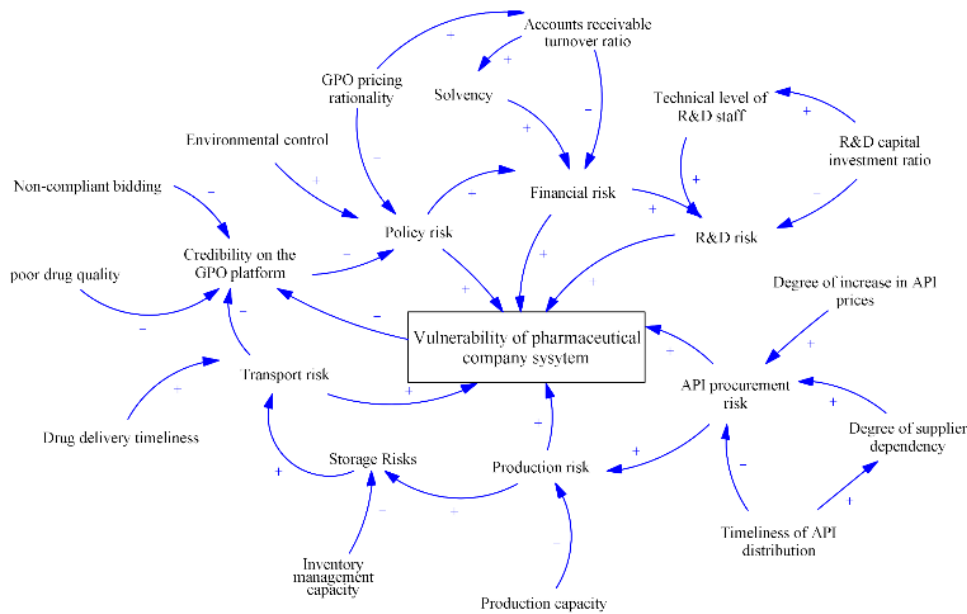 Accounts receivable
turnover ratio
GPO pricing
rationality
Solvency
Technical level of
R&D staff
R&D capital
investment ratio
Environmental control
Non-compliant bidding
Financial risk
Policy risk
R&D risk
Credibility on the
GPO platform
poor drug quality
Degree of increase in API
prices
Vulnerability of pharmaceutical
company sysytem
Transport risk
API procurement
risk
Drug delivery timeliness
Degree of supplier
dependency
Storage Risks
Production risk
Timeliness of API
distribution
Inventory
management
capacity
Production capacity